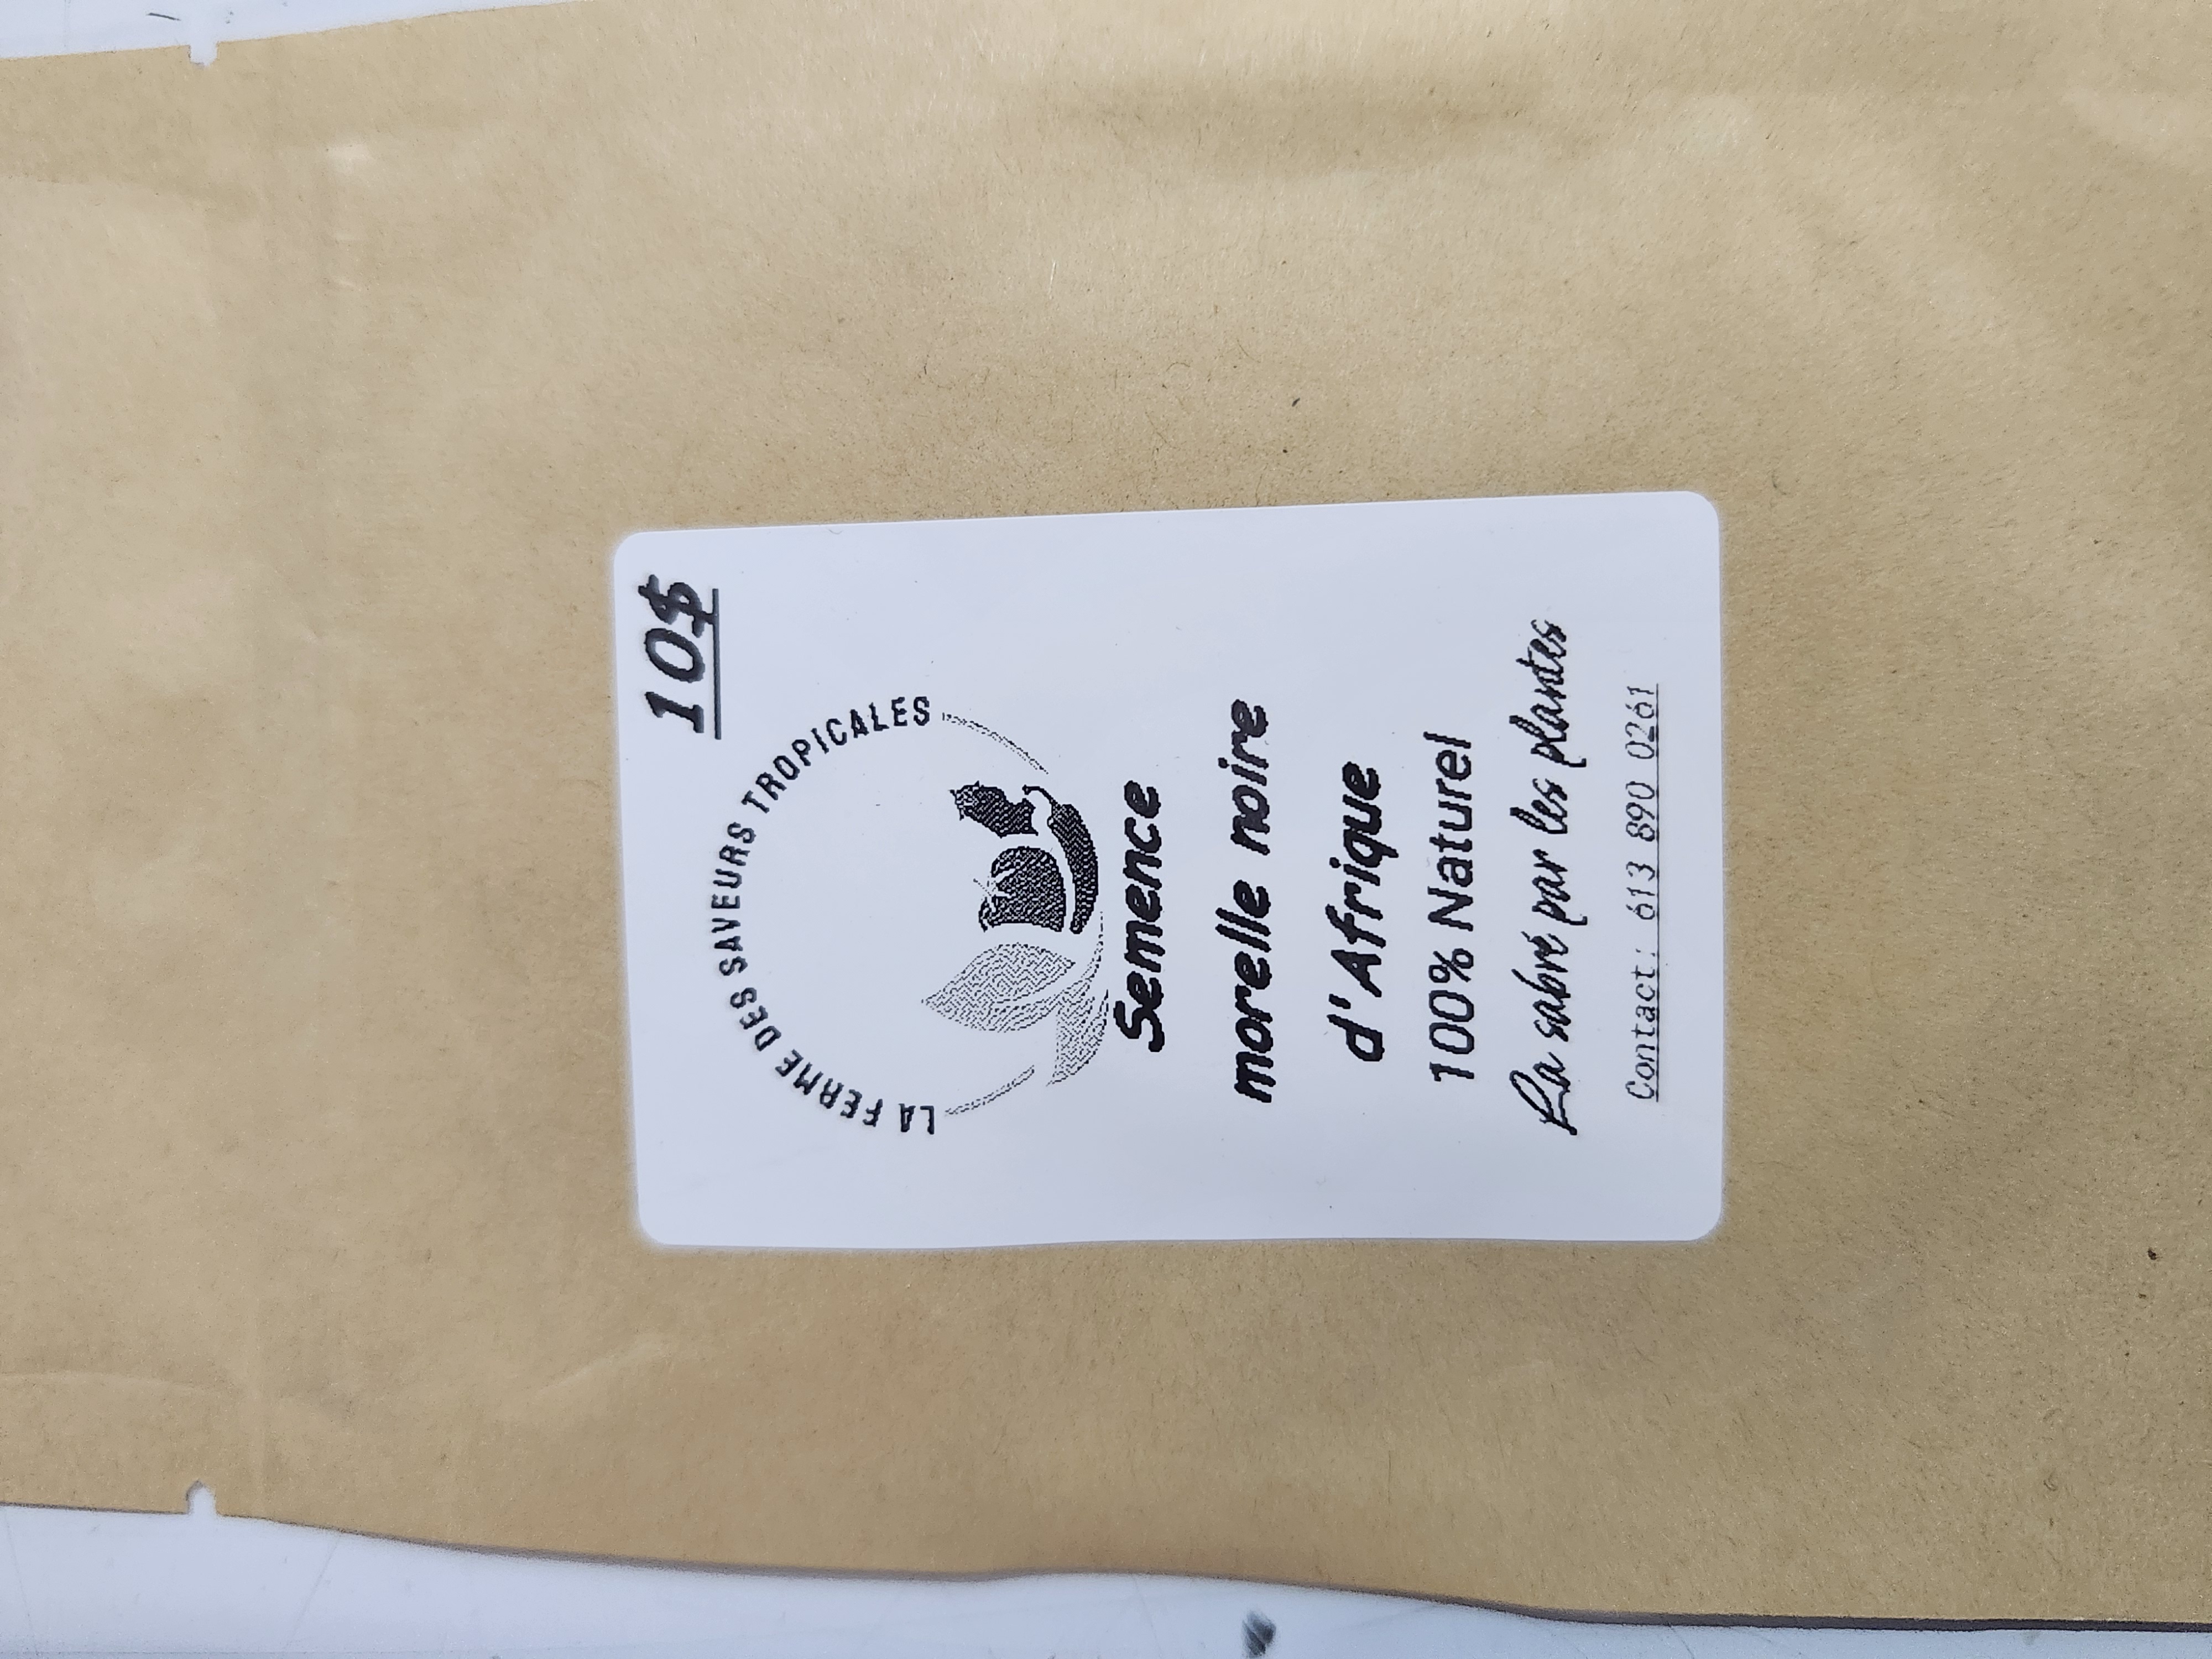 10$
LA FERME DES SAVEURS TROPICALES
Semence
morelle noire
d'Afrique
100% Naturel
La sabré par les plantes
Contact: 613 890 0261